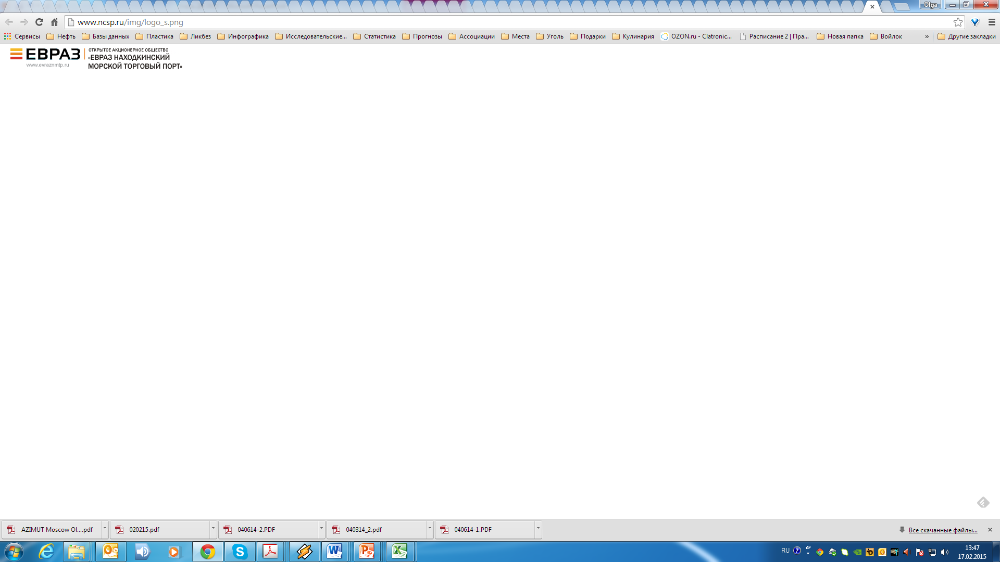 Olga
www.ncsp.ru/img/logo_s.png
Сервисы Нефть Базы данных Пластика Ликбез Инфографика Исследовательские... Статистика Прогнозы Ассоциации Места Уголь Подарки Кулинария OZON.ru - Clatronic... Расписание 2 | Пра... Новая папка Войлок » Другие закладки
ЕВРАЗ
www.evraznmtp.ru
ОТКРЫТОЕ АКЦИОНЕРНОЕ ОБЩЕСТВО
«ЕВРАЗ НАХОДКИНСКИЙ
МОРСКОЙ ТОРГОВЫЙ ПОРТ»
AZIMUT Moscow Ol....pdf 020215.pdf 040614-2.PDF 040314_2.pdf 040614-1.PDF Все скачанные файлы...
RU 13:47
17.02.2015